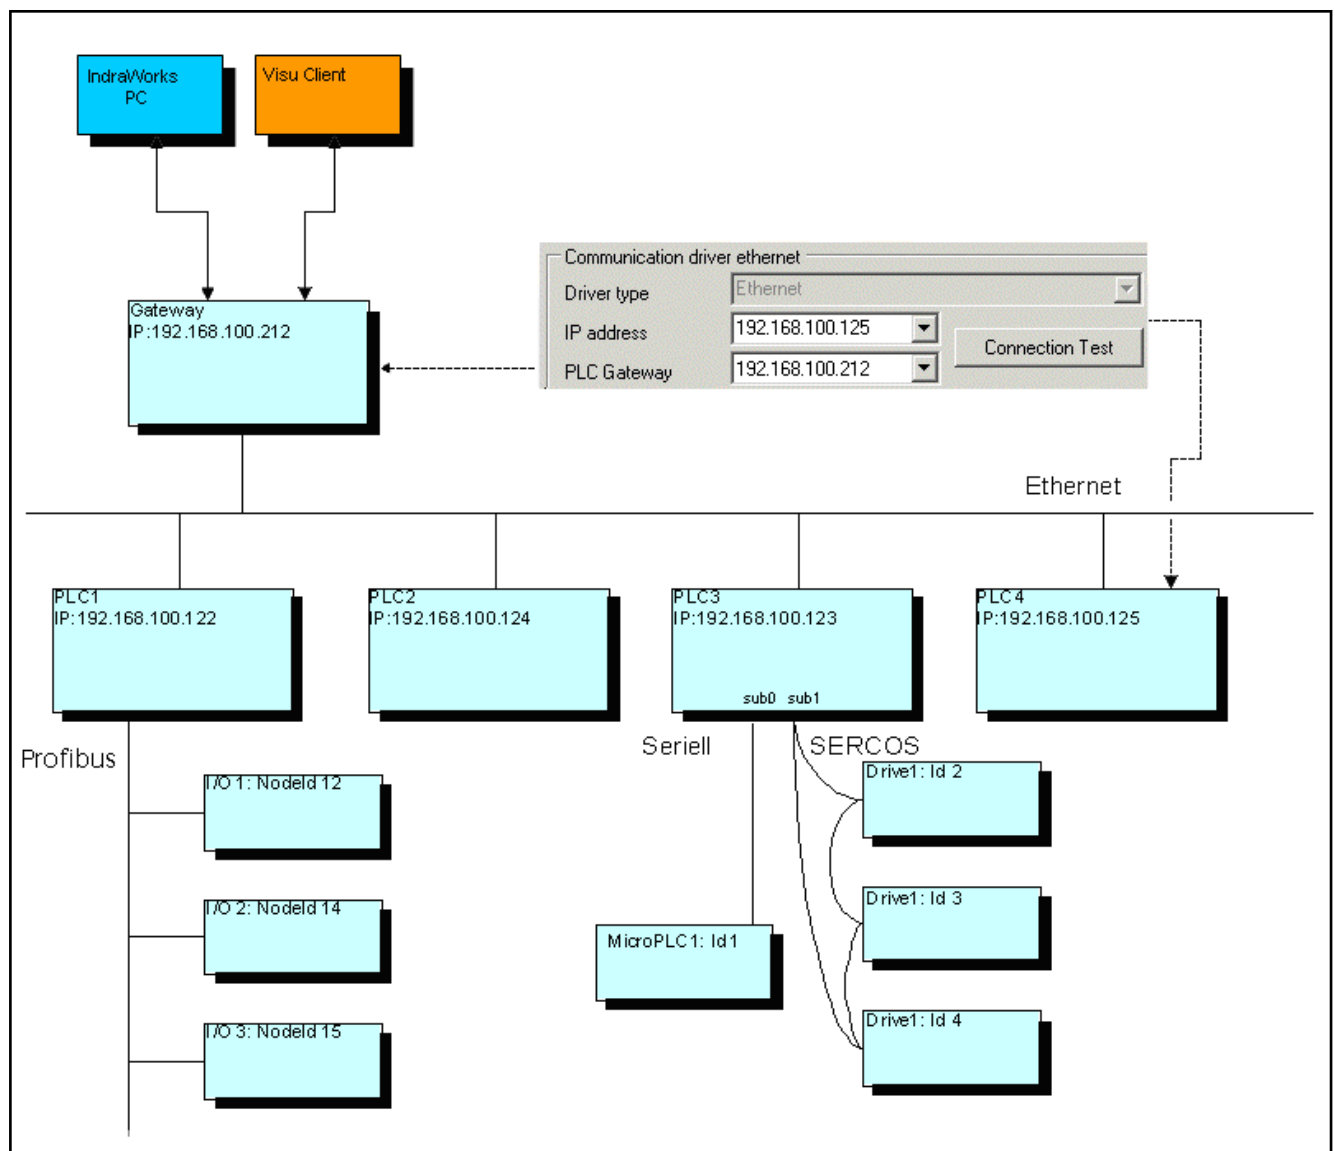 IndraWorks
PC
Visu Client
Communication driver ethernet
Driver type
Ethernet
IP address
192.168.100.125
Connection Test
PLC Gateway
192.168.100.212
Gateway
IP:192.168.100.212
Ethernet
PLC1
IP:192.168.100.122
PLC2
IP:192.168.100.124
PLC3
IP:192.168.100.123
sub0 sub1
PLC4
IP:192.168.100.125
Profibus
Seriell
SERCOS
I/O 1: NodeId 12
Drive1: Id 2
I/O 2: NodeId 14
Drive1: Id 3
MicroPLC1: Id1
I/O 3: NodeId 15
Drive1: Id 4